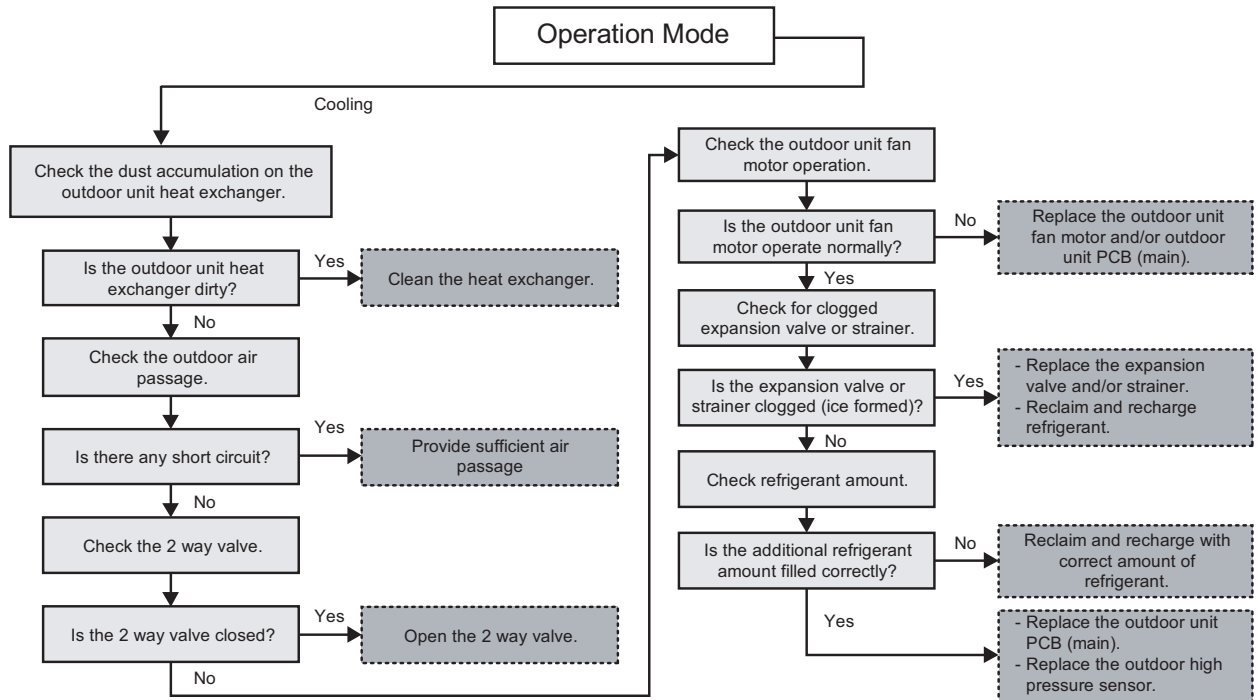 Operation Mode
Cooling
Check the dust accumulation on the
outdoor unit heat exchanger.
Is the outdoor unit heat
exchanger dirty?
Yes
Clean the heat exchanger.
No
Check the outdoor air
passage.
Is there any short circuit?
Yes
Provide sufficient air
passage
No
Check the 2 way valve.
Is the 2 way valve closed?
Yes
Open the 2 way valve.
No
Check the outdoor unit fan
motor operation.
Is the outdoor unit fan
motor operate normally?
No
Replace the outdoor unit
fan motor and/or outdoor
unit PCB (main).
Yes
Check for clogged
expansion valve or strainer.
Is the expansion valve or
strainer clogged (ice formed)?
Yes
- Replace the expansion
valve and/or strainer.
- Reclaim and recharge
refrigerant.
No
Check refrigerant amount.
Is the additional refrigerant
amount filled correctly?
No
Reclaim and recharge with
correct amount of
refrigerant.
Yes
- Replace the outdoor unit
PCB (main).
- Replace the outdoor high
pressure sensor.